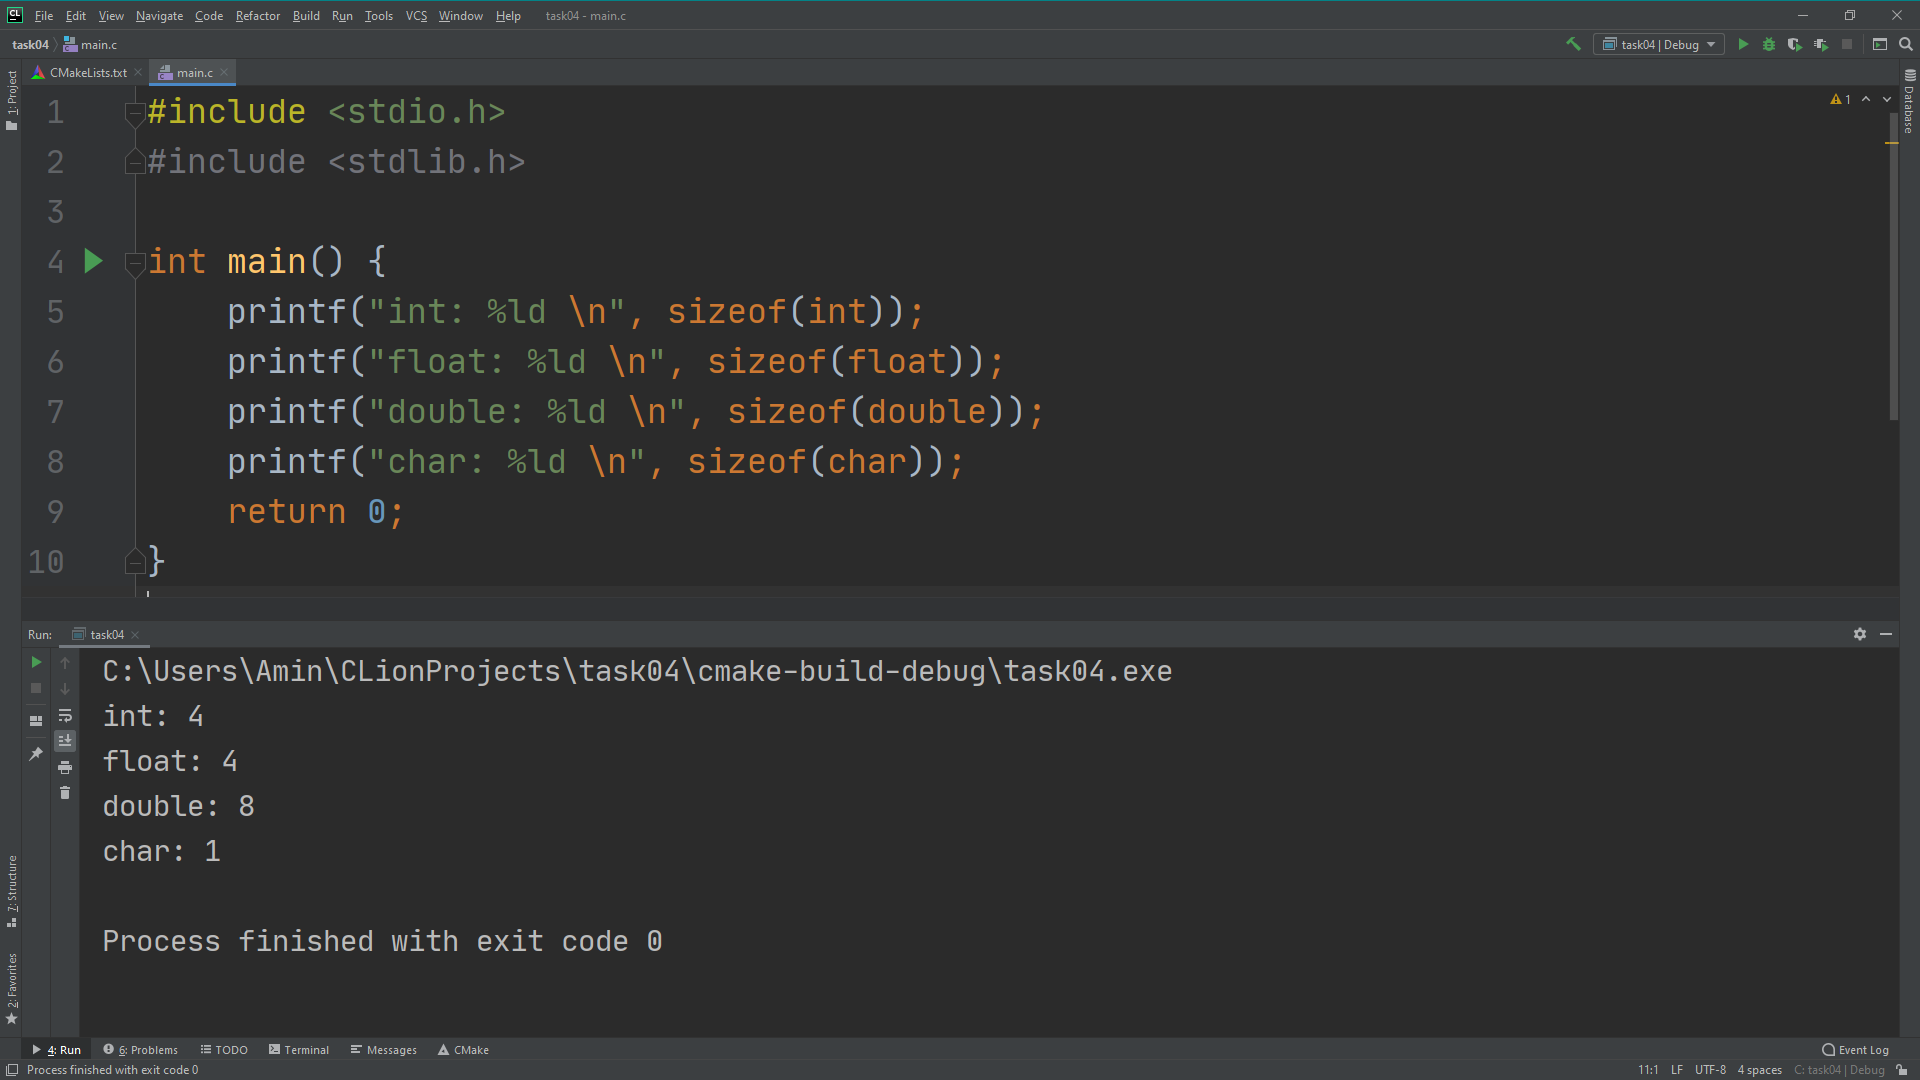 CL File Edit View Navigate Code Refactor Build Run Tools VCS Window Help task04 - main.c
task04 main.c task04 | Debug
CMakeLists.txt main.c
1: Project
Database
1
1 #include <stdio.h>
2 #include <stdlib.h>
3
4 int main() {
5 printf("int: %ld \n", sizeof(int));
6 printf("float: %ld \n", sizeof(float));
7 printf("double: %ld \n", sizeof(double));
8 printf("char: %ld \n", sizeof(char));
9 return 0;
10 }
Run: task04
C:\Users\Amin\CLionProjects\task04\cmake-build-debug\task04.exe
int: 4
float: 4
double: 8
char: 1
Process finished with exit code 0
7: Structure
2: Favorites
4: Run 6: Problems TODO Terminal Messages CMake Event Log
Process finished with exit code 0 11:1 LF UTF-8 4 spaces C: task04 | Debug